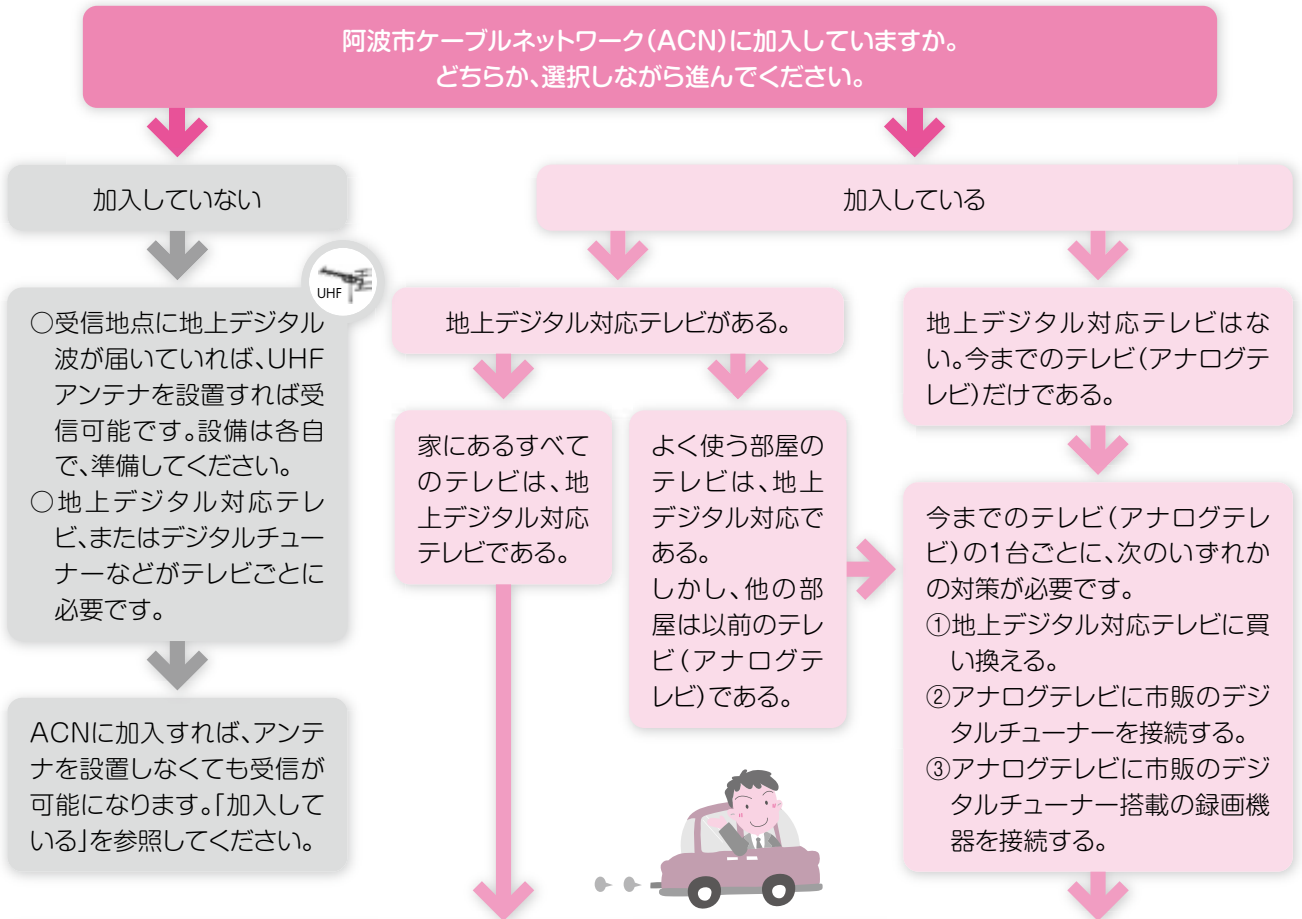 阿波市ケーブルネットワーク(ACN)に加入していますか。
どちらか、選択しながら進んでください。
加入していない
UHF
○受信地点に地上デジタル
波が届いていれば、UHF
アンテナを設置すれば受
信可能です。設備は各自
で、準備してください。
○地上デジタル対応テレ
ビ、またはデジタルチュー
ナーなどがテレビごとに
必要です。
ACNに加入すれば、アンテ
ナを設置しなくても受信が
可能になります。「加入して
いる」を参照してください。
加入している
地上デジタル対応テレビがある。
家にあるすべて
のテレビは、地
上デジタル対応
テレビである。
よく使う部屋の
テレビは、地上
デジタル対応で
ある。
しかし、他の部
屋は以前のテレ
ビ(アナログテ
レビ)である。
地上デジタル対応テレビはな
い。今までのテレビ(アナログテ
レビ)だけである。
今までのテレビ(アナログテレ
ビ)の1台ごとに、次のいずれか
の対策が必要です。
①地上デジタル対応テレビに買
い換える。
②アナログテレビに市販のデジ
タルチューナーを接続する。
③アナログテレビに市販のデジ
タルチューナー搭載の録画機
器を接続する。